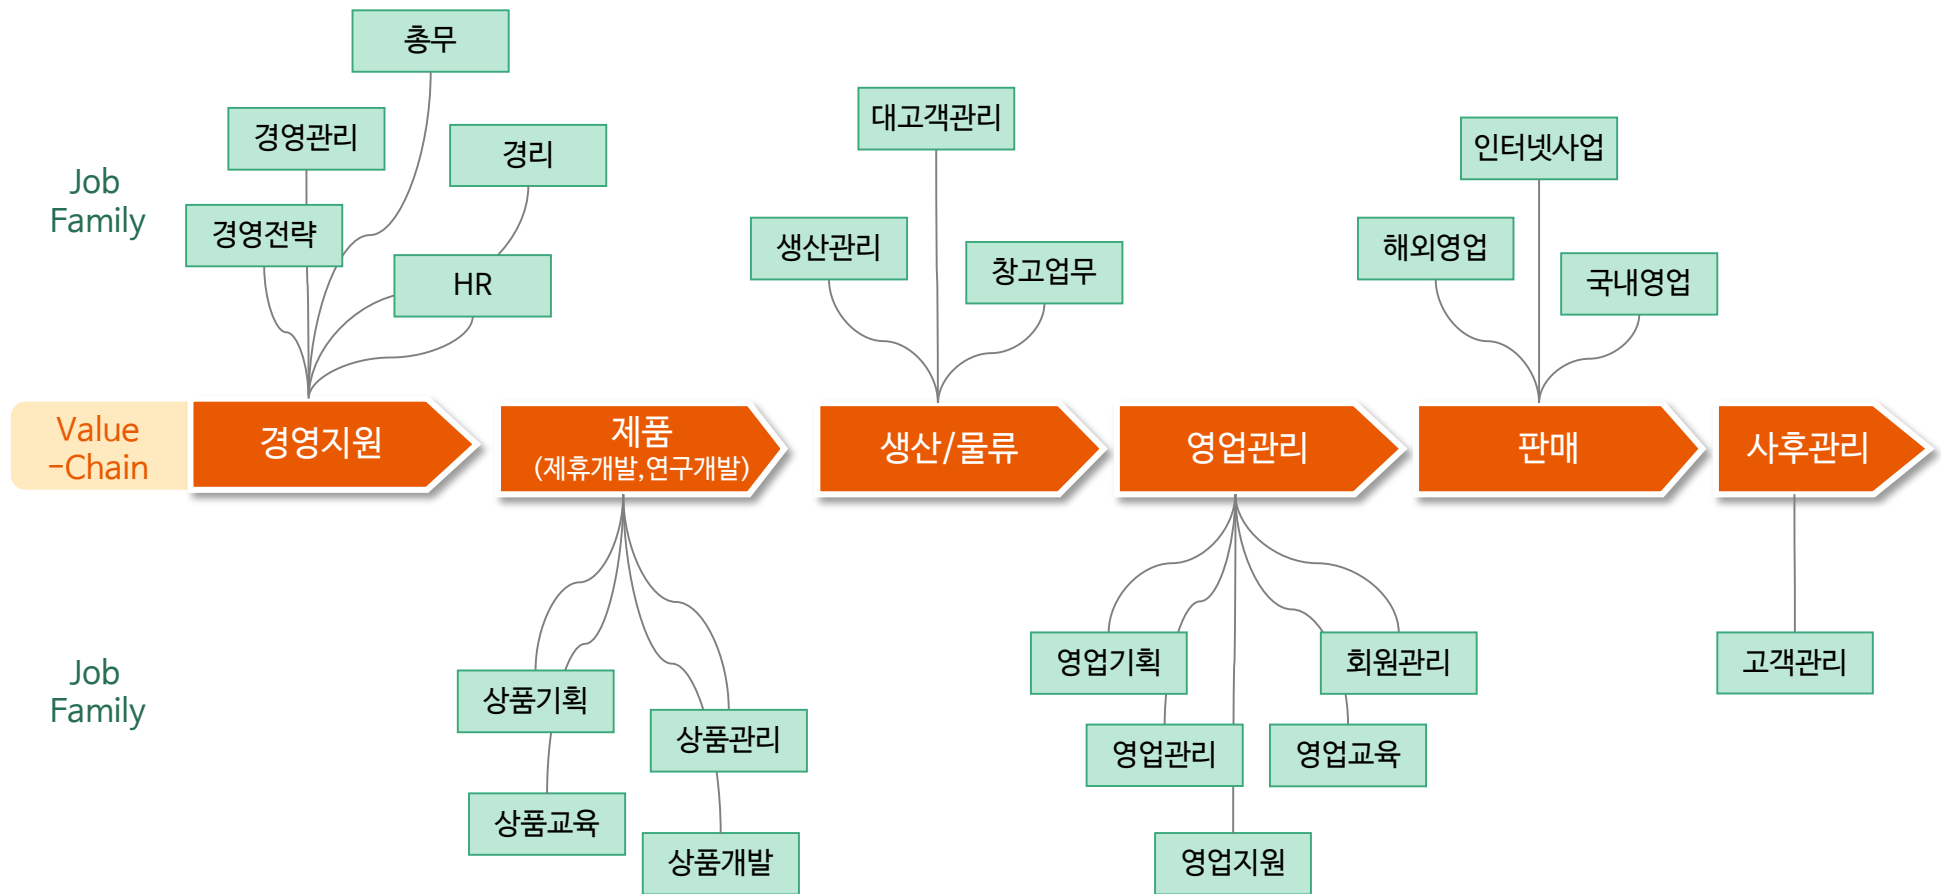 총무
경영관리
경리
경영전략
HR
대고객관리
생산관리
창고업무
인터넷사업
해외영업
국내영업
Job
Family
Value
-Chain
경영지원
제품
(제휴개발,연구개발)
생산/물류
영업관리
판매
사후관리
Job
Family
상품기획
상품관리
상품교육
상품개발
영업기획
회원관리
영업관리
영업교육
영업지원
고객관리